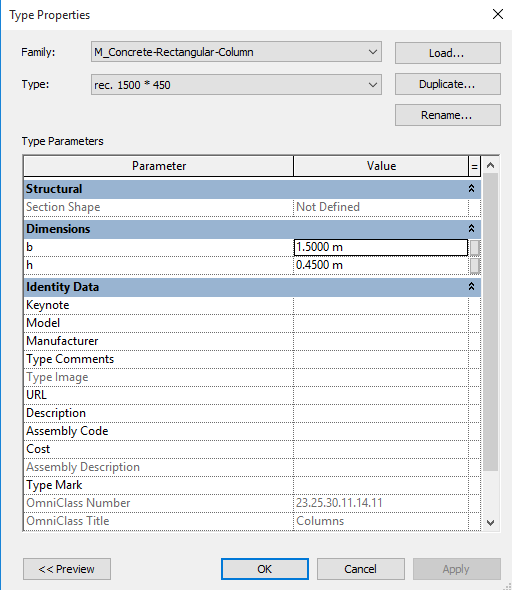 Type Properties
Family: M_Concrete-Rectangular-Column Load...
Type: rec. 1500 * 450 Duplicate...
Rename...
Type Parameters
Parameter Value =
Structural
Section Shape Not Defined
Dimensions
b 1.5000 m
h 0.4500 m
Identity Data
Keynote
Model
Manufacturer
Type Comments
Type Image
URL
Description
Assembly Code
Cost
Assembly Description
Type Mark
OmniClass Number 23.25.30.11.14.11
OmniClass Title Columns
<< Preview OK Cancel Apply